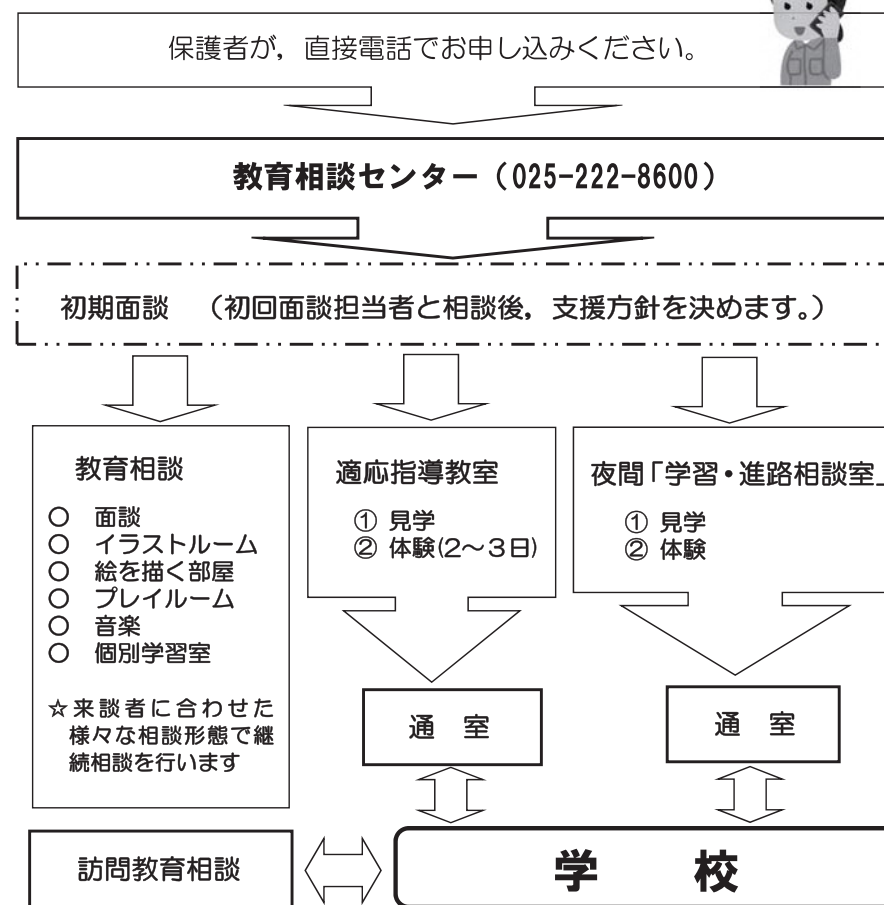 保護者が，直接電話でお申し込みください。
教育相談センター（025-222-8600）
初期面談　（初回面談担当者と相談後，支援方針を決めます。）
教育相談
○　面談
○　イラストルーム
○　絵を描く部屋
○　プレイルーム
○　音楽
○　個別学習室
☆来談者に合わせた
様々な相談形態で継
続相談を行います
適応指導教室
① 見学
② 体験(2～３日)
通　室
夜間「学習・進路相談室」
① 見学
② 体験
通　室
訪問教育相談
学　　校